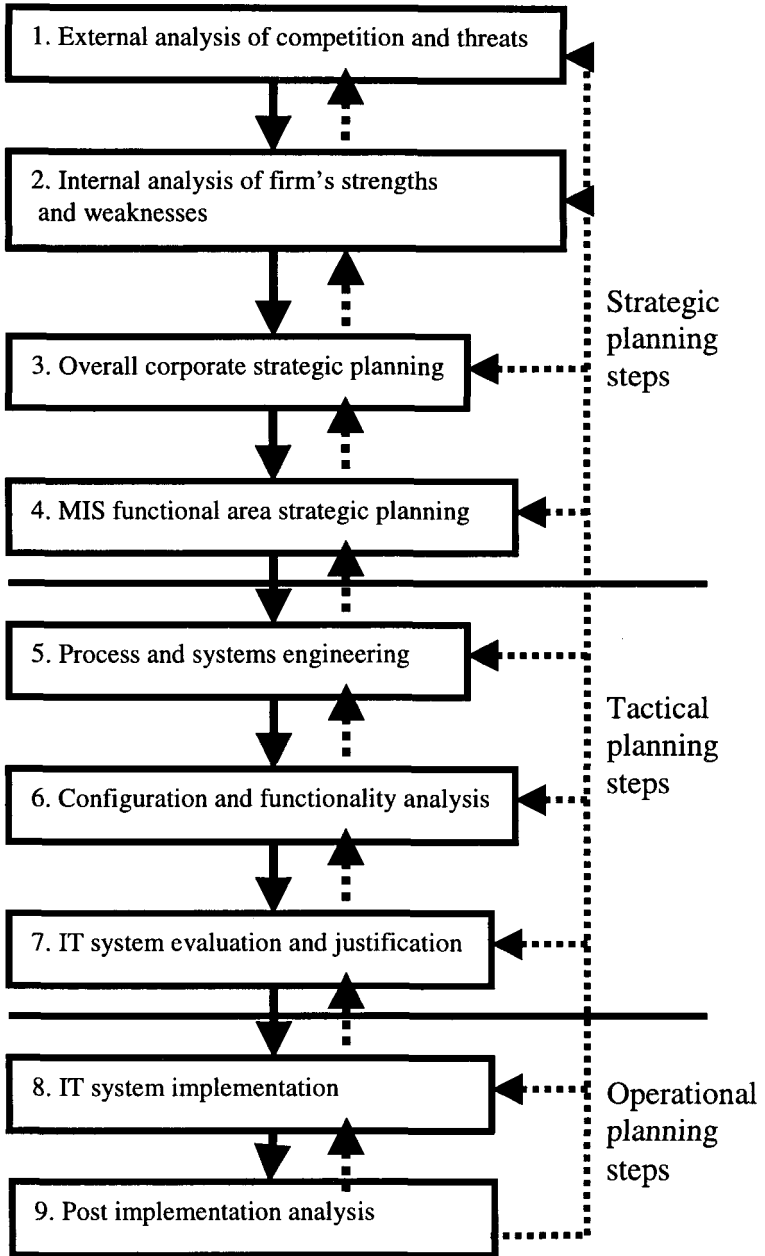 1. External analysis of competition and threats
2. Internal analysis of firm's strengths
and weaknesses
Strategic
planning
steps
3. Overall corporate strategic planning
4. MIS functional area strategic planning
5. Process and systems engineering
Tactical
planning
steps
6. Configuration and functionality analysis
7. IT system evaluation and justification
8. IT system implementation
Operational
planning
steps
9. Post implementation analysis